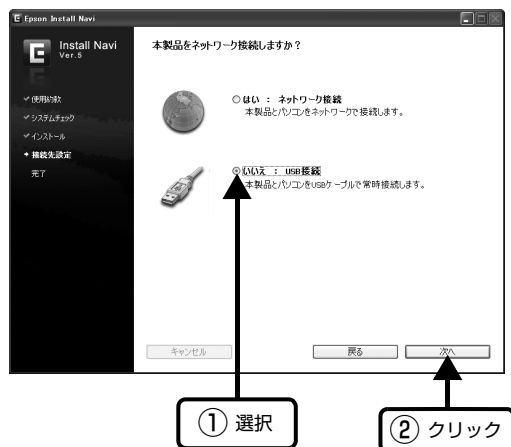 Epson Install Navi
Install Navi
Ver.5
本製品をネットワーク接続しますか？
使用約款
システムチェック
インストール
接続先設定
完了
はい ： ネットワーク接続
本製品とパソコンをネットワークで接続します。
いいえ ： USB接続
本製品とパソコンをUSBケーブルで常時接続します。
キャンセル
戻る
次へ
① 選択
② クリック